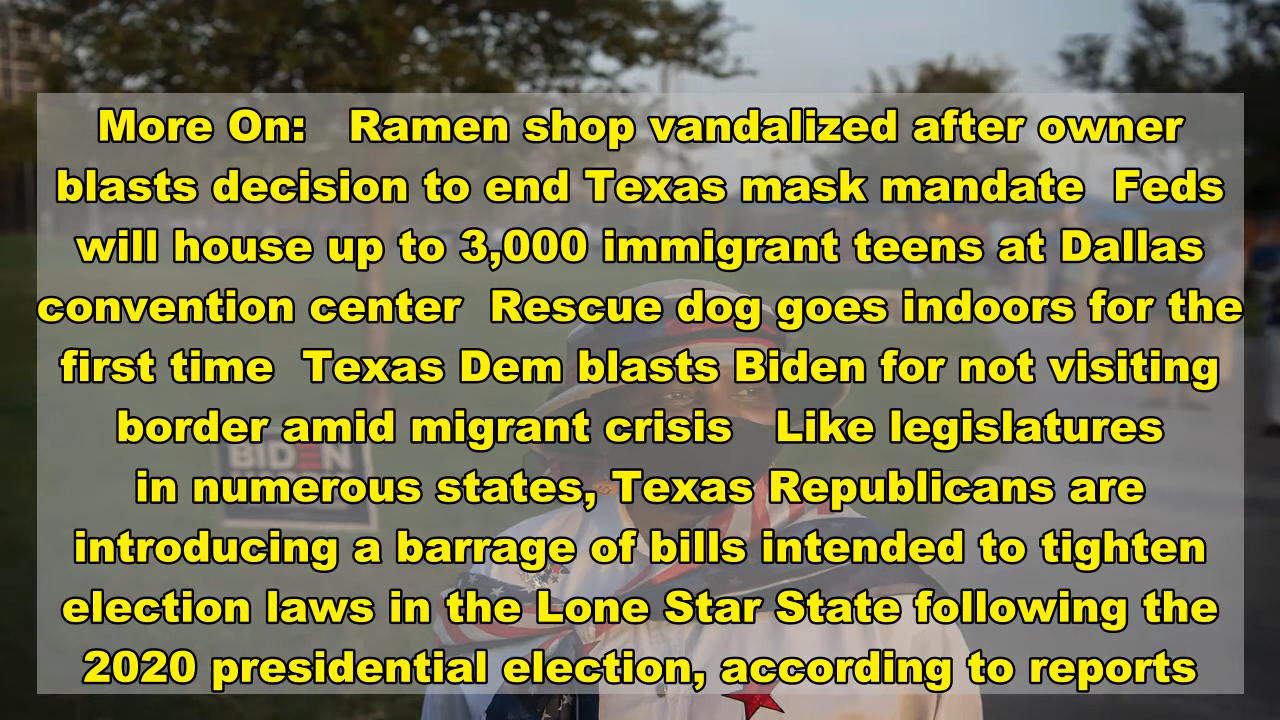 More On:   Ramen shop vandalized after owner
blasts decision to end Texas mask mandate  Feds
will house up to 3,000 immigrant teens at Dallas
convention center  Rescue dog goes indoors for the
first time  Texas Dem blasts Biden for not visiting
border amid migrant crisis   Like legislatures
in numerous states, Texas Republicans are
introducing a barrage of bills intended to tighten
election laws in the Lone Star State following the
2020 presidential election, according to reports
BIDEN